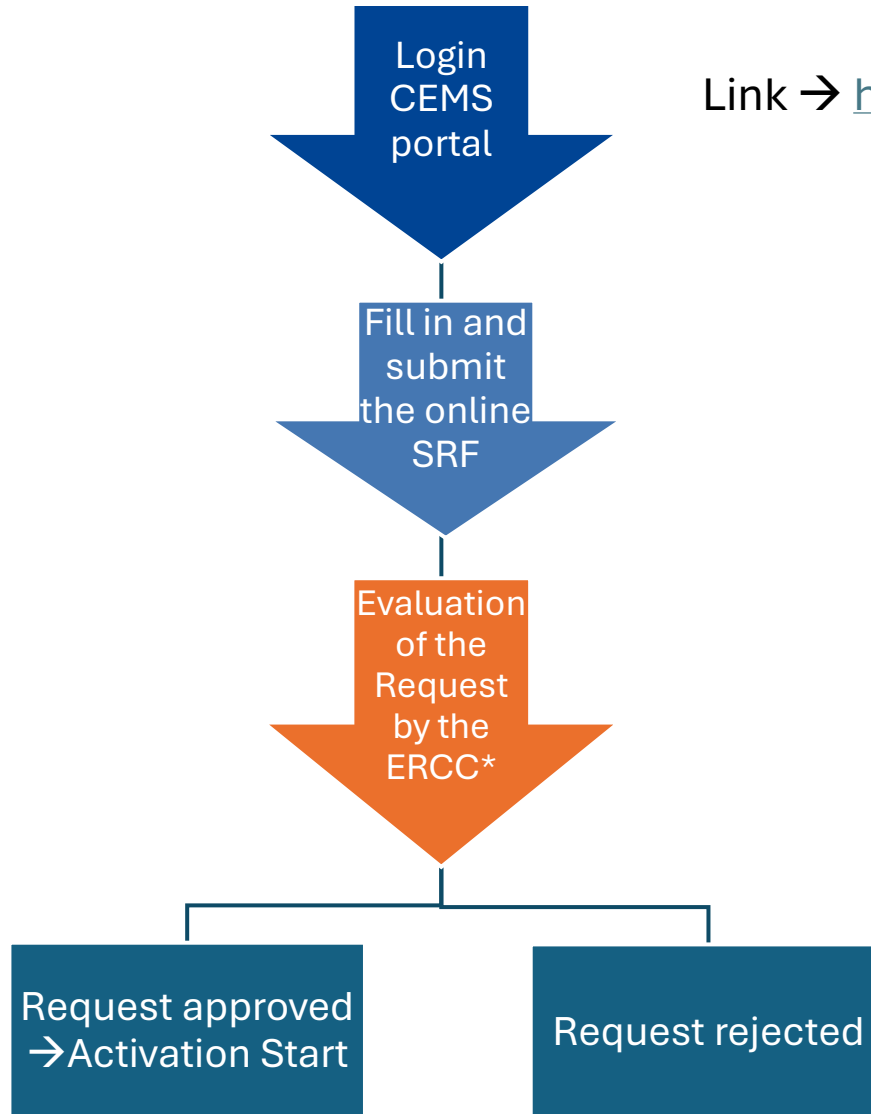 Login
CEMS
portal
Link →
Fill in and
submit
the online
SRF
Evaluation
of the
Request
by the
ERCC*
Request approved
→Activation Start
Request rejected